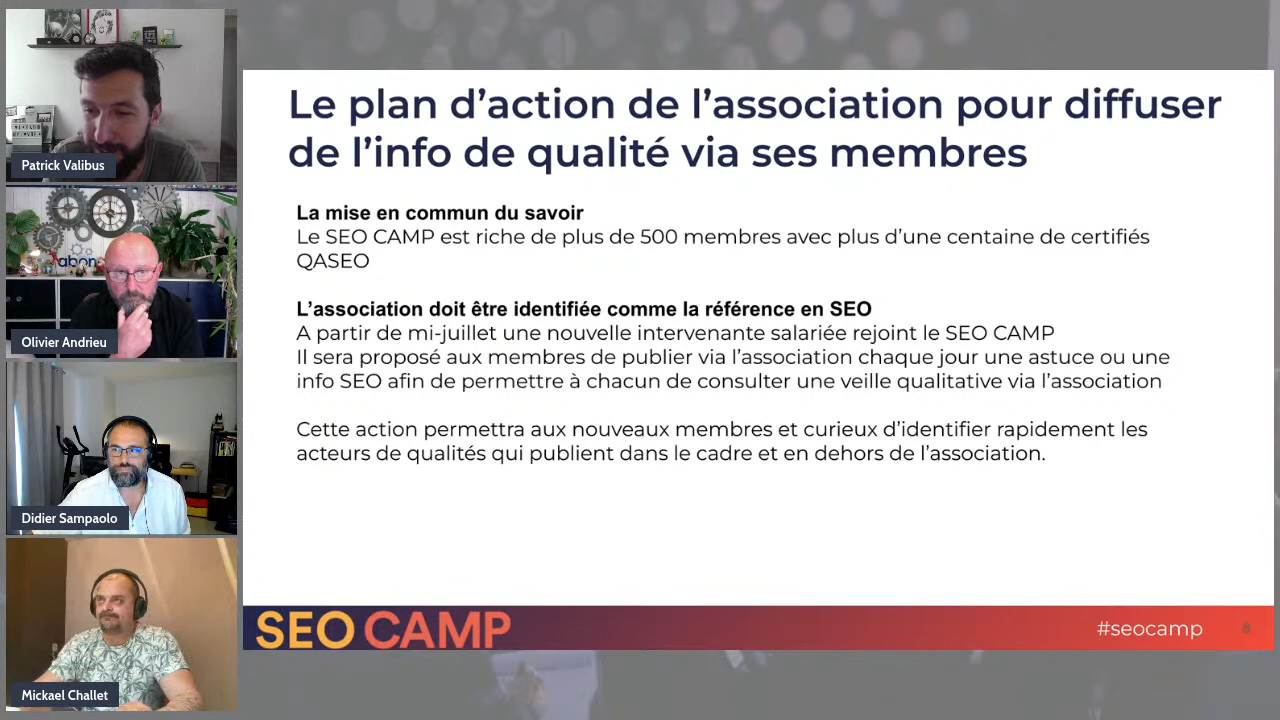 Patrick Valibus
abon
Olivier Andrieu
Didier Sampaolo
Mickael Challet
Le plan d'action de l'association pour diffuser
de l'info de qualité via ses membres
La mise en commun du savoir
Le SEO CAMP est riche de plus de 500 membres avec plus d'une centaine de certifiés
QASEO
L'association doit être identifiée comme la référence en SEO
A partir de mi-juillet une nouvelle intervenante salariée rejoint le SEO CAMP
Il sera proposé aux membres de publier via l'association chaque jour une astuce ou une
info SEO afin de permettre à chacun de consulter une veille qualitative via l'association
Cette action permettra aux nouveaux membres et curieux d'identifier rapidement les
acteurs de qualités qui publient dans le cadre et en dehors de l'association.
SEO CAMP
#seocamp
8